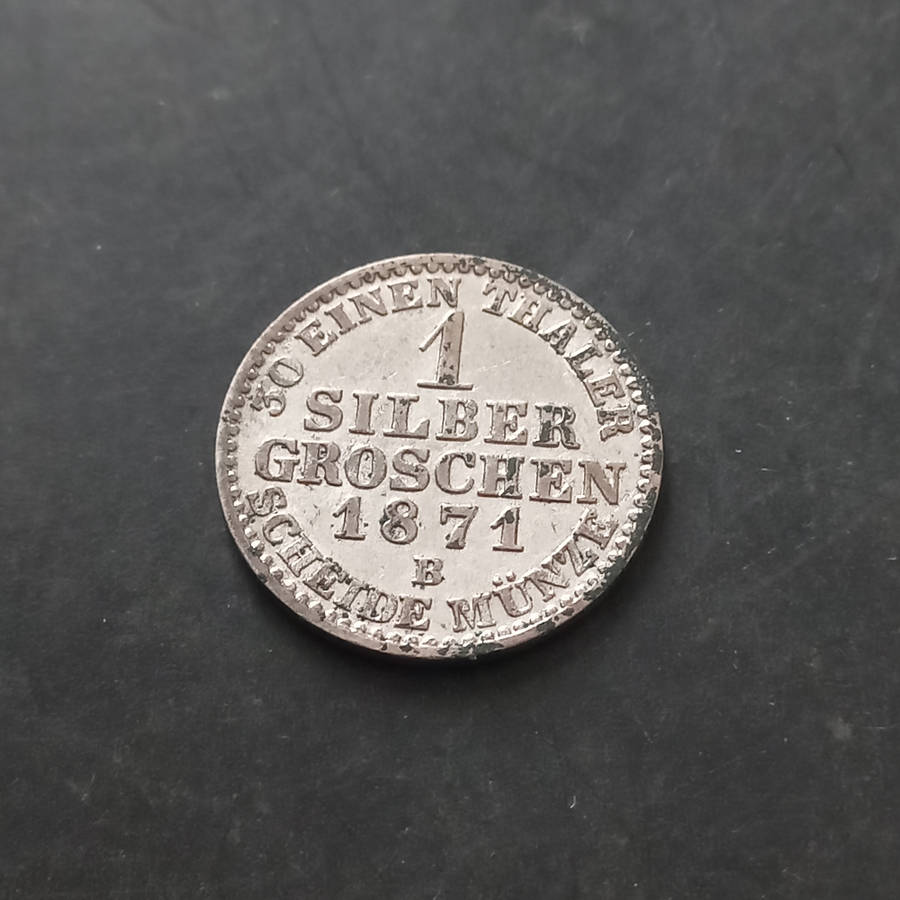 30 EINEN THALER
1
SILBER
GROSCHEN
1871
B
SCHEIDE MÜNZE